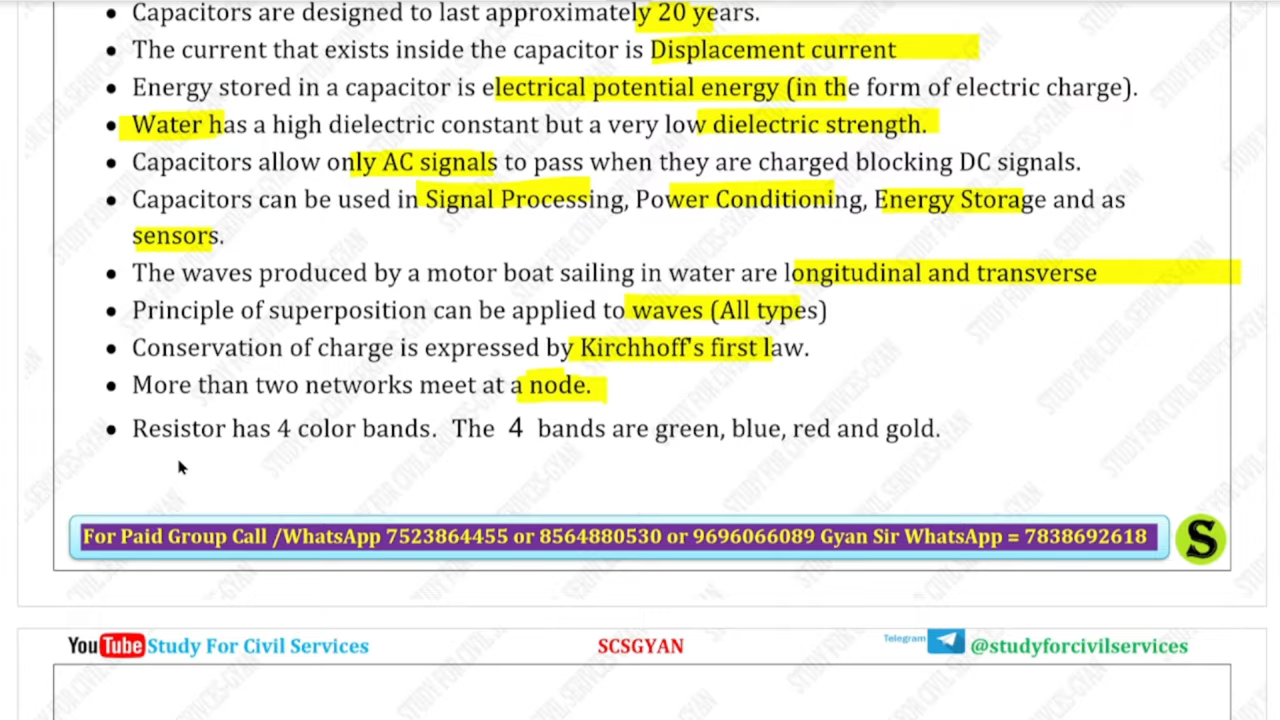 • Capacitors are designed to last approximately 20 years.
• The current that exists inside the capacitor is Displacement current
• Energy stored in a capacitor is electrical potential energy (in the form of electric charge).
• Water has a high dielectric constant but a very low dielectric strength.
• Capacitors allow only AC signals to pass when they are charged blocking DC signals.
• Capacitors can be used in Signal Processing, Power Conditioning, Energy Storage and as
sensors.
• The waves produced by a motor boat sailing in water are longitudinal and transverse
• Principle of superposition can be applied to waves (All types)
• Conservation of charge is expressed by Kirchhoff's first law.
• More than two networks meet at a node.
• Resistor has 4 color bands. The 4 bands are green, blue, red and gold.
For Paid Group Call /WhatsApp 7523864455 or 8564880530 or 9696066089 Gyan Sir WhatsApp = 7838692618
S
YouTube Study For Civil Services SCSGYAN Telegram @studyforcivilservices